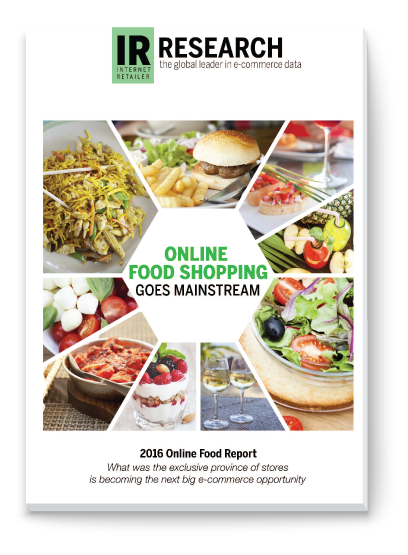 IR RESEARCH
INTERNET
RETAILER
the global leader in e-commerce data
ONLINE
FOOD SHOPPING
GOES MAINSTREAM
2016 Online Food Report
What was the exclusive province of stores
is becoming the next big e-commerce opportunity